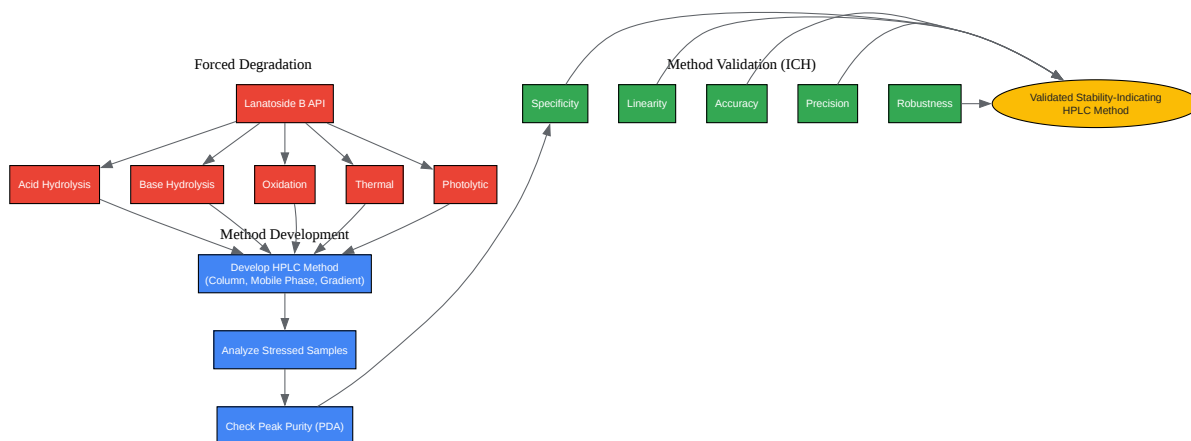 Forced Degradation
Lanatoside B API
Acid Hydrolysis
Base Hydrolysis
Oxidation
Thermal
Photolytic
Method Development
Develop HPLC Method
(Column, Mobile Phase, Gradient)
Analyze Stressed Samples
Check Peak Purity (PDA)
Method Validation (ICH)
Specificity
Linearity
Accuracy
Precision
Robustness
Validated Stability-Indicating
HPLC Method